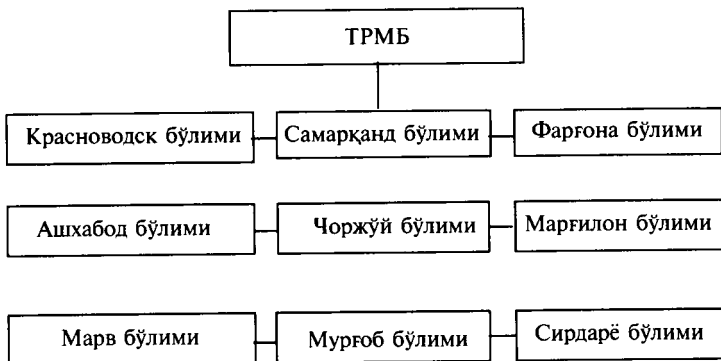 ТРМБ
Красноводск бўлими
Самарқанд бўлими
Фарғона бўлими
Ашхабод бўлими
Чоржўй бўлими
Марғилон бўлими
Марв бўлими
Мурғоб бўлими
Сирдарё бўлими